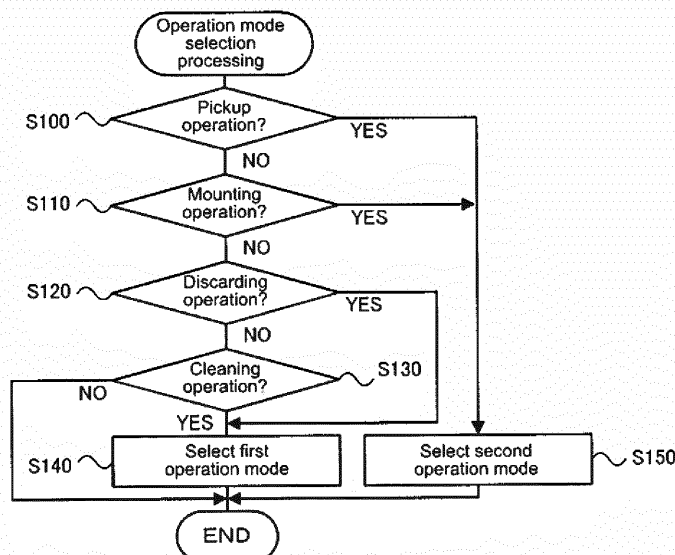 Operation mode
selection
processing
S100
Pickup
operation?
YES
NO
S110
Mounting
operation?
YES
NO
S120
Discarding
operation?
YES
NO
Cleaning
operation?
S130
NO
YES
S140
Select first
operation mode
Select second
operation mode
S150
END